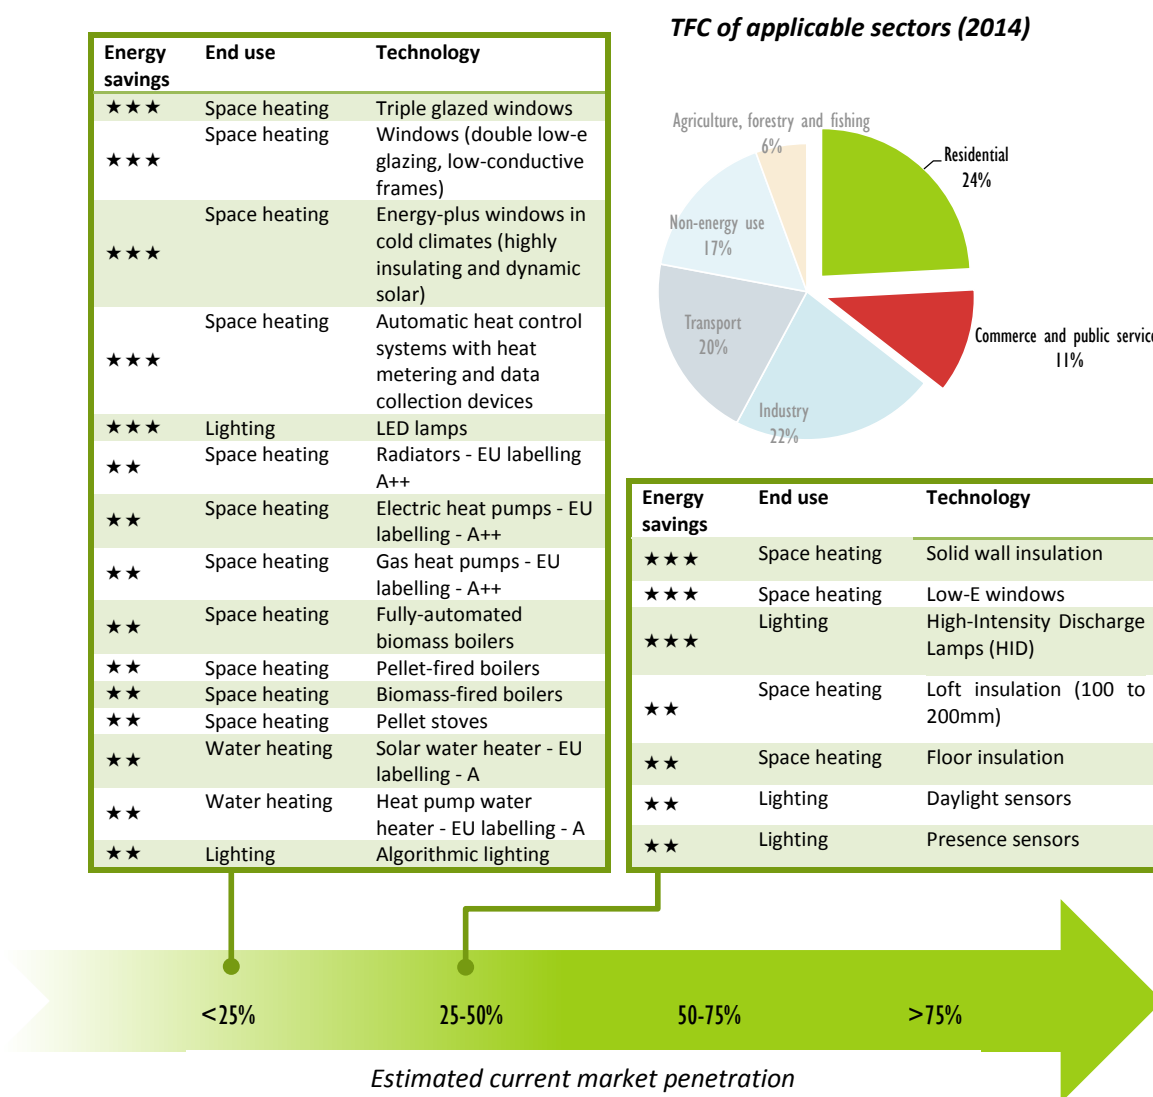 TFC of applicable sectors (2014)
Energy savings End use Technology
★★★ Space heating Triple glazed windows
★★★ Space heating Windows (double low-e
glazing, low-conductive
frames)
★★★ Space heating Energy-plus windows in
cold climates (highly
insulating and dynamic
solar)
★★★ Space heating Automatic heat control
systems with heat
metering and data
collection devices
★★★ Lighting LED lamps
★★ Space heating Radiators - EU labelling
A++
★★ Space heating Electric heat pumps - EU
labelling - A++
★★ Space heating Gas heat pumps - EU
labelling - A++
★★ Space heating Fully-automated
biomass boilers
★★ Space heating Pellet-fired boilers
★★ Space heating Biomass-fired boilers
★★ Space heating Pellet stoves
★★ Water heating Solar water heater - EU
labelling - A
★★ Water heating Heat pump water
heater - EU labelling - A
★★ Lighting Algorithmic lighting
Agriculture, forestry and fishing
6%
Residential
24%
Non-energy use
17%
Transport
20%
Commerce and public service
11%
Industry
22%
Energy savings End use Technology
★★★ Space heating Solid wall insulation
★★★ Space heating Low-E windows
★★★ Lighting High-Intensity Discharge
Lamps (HID)
★★ Space heating Loft insulation (100 to
200mm)
★★ Space heating Floor insulation
★★ Lighting Daylight sensors
★★ Lighting Presence sensors
<25% 25-50% 50-75% >75%
Estimated current market penetration